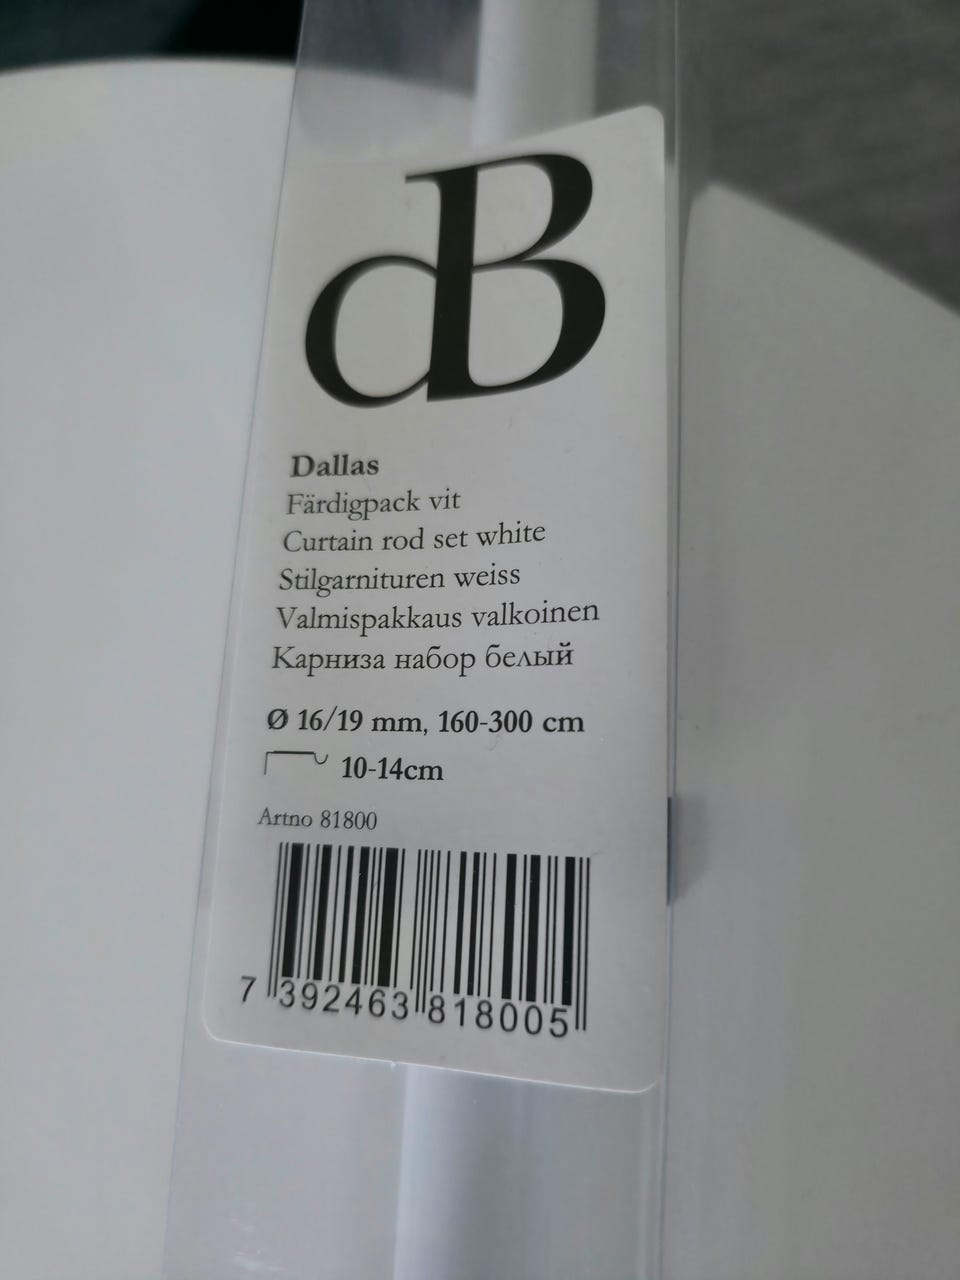 dB
Dallas
Färdigpack vit
Curtain rod set white
Stilgarnituren weiss
Valmispakkaus valkoinen
Карниза набор белый
Ø 16/19 mm, 160-300 cm
10-14cm
Artno 81800
7 392463 818005